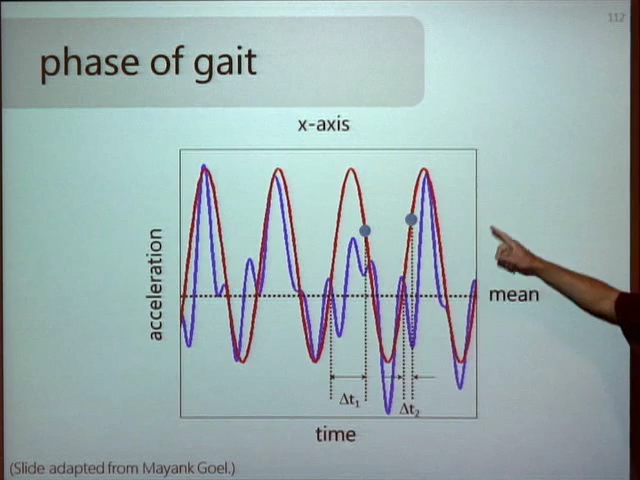 112
phase of gait
x-axis
acceleration
mean
Δt₁
Δt₂
time
(Slide adapted from Mayank Goel.)